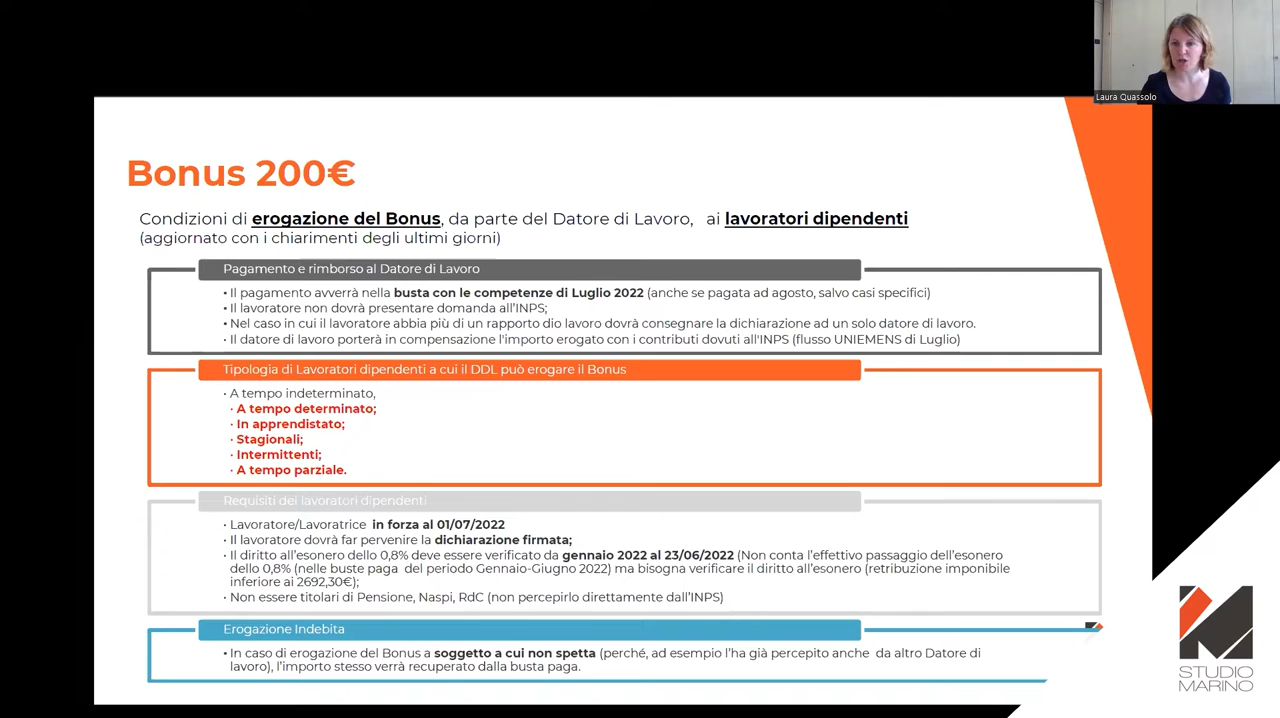 Laura Quassolo
Bonus 200€
Condizioni di erogazione del Bonus, da parte del Datore di Lavoro, ai lavoratori dipendenti
(aggiornato con i chiarimenti degli ultimi giorni)
Pagamento e rimborso al Datore di Lavoro
• Il pagamento avverrà nella busta con le competenze di Luglio 2022 (anche se pagata ad agosto, salvo casi specifici)
• Il lavoratore non dovrà presentare domanda all'INPS;
• Nel caso in cui il lavoratore abbia più di un rapporto dio lavoro dovrà consegnare la dichiarazione ad un solo datore di lavoro.
• Il datore di lavoro porterà in compensazione l'importo erogato con i contributi dovuti all'INPS (flusso UNIEMENS di Luglio)
Tipologia di Lavoratori dipendenti a cui il DDL può erogare il Bonus
• A tempo indeterminato,
• A tempo determinato;
• In apprendistato;
• Stagionali;
• Intermittenti;
• A tempo parziale.
Requisiti dei lavoratori dipendenti
• Lavoratore/Lavoratrice in forza al 01/07/2022
• Il lavoratore dovrà far pervenire la dichiarazione firmata;
• Il diritto all'esonero dello 0,8% deve essere verificato da gennaio 2022 al 23/06/2022 (Non conta l'effettivo passaggio dell'esonero
dello 0,8% (nelle buste paga del periodo Gennaio-Giugno 2022) ma bisogna verificare il diritto all'esonero (retribuzione imponibile
inferiore ai 2692,30€);
• Non essere titolari di Pensione, Naspi, RdC (non percepirlo direttamente dall'INPS)
Erogazione Indebita
• In caso di erogazione del Bonus a soggetto a cui non spetta (perché, ad esempio l'ha già percepito anche da altro Datore di
lavoro), l'importo stesso verrà recuperato dalla busta paga.
STUDIO
MARINO